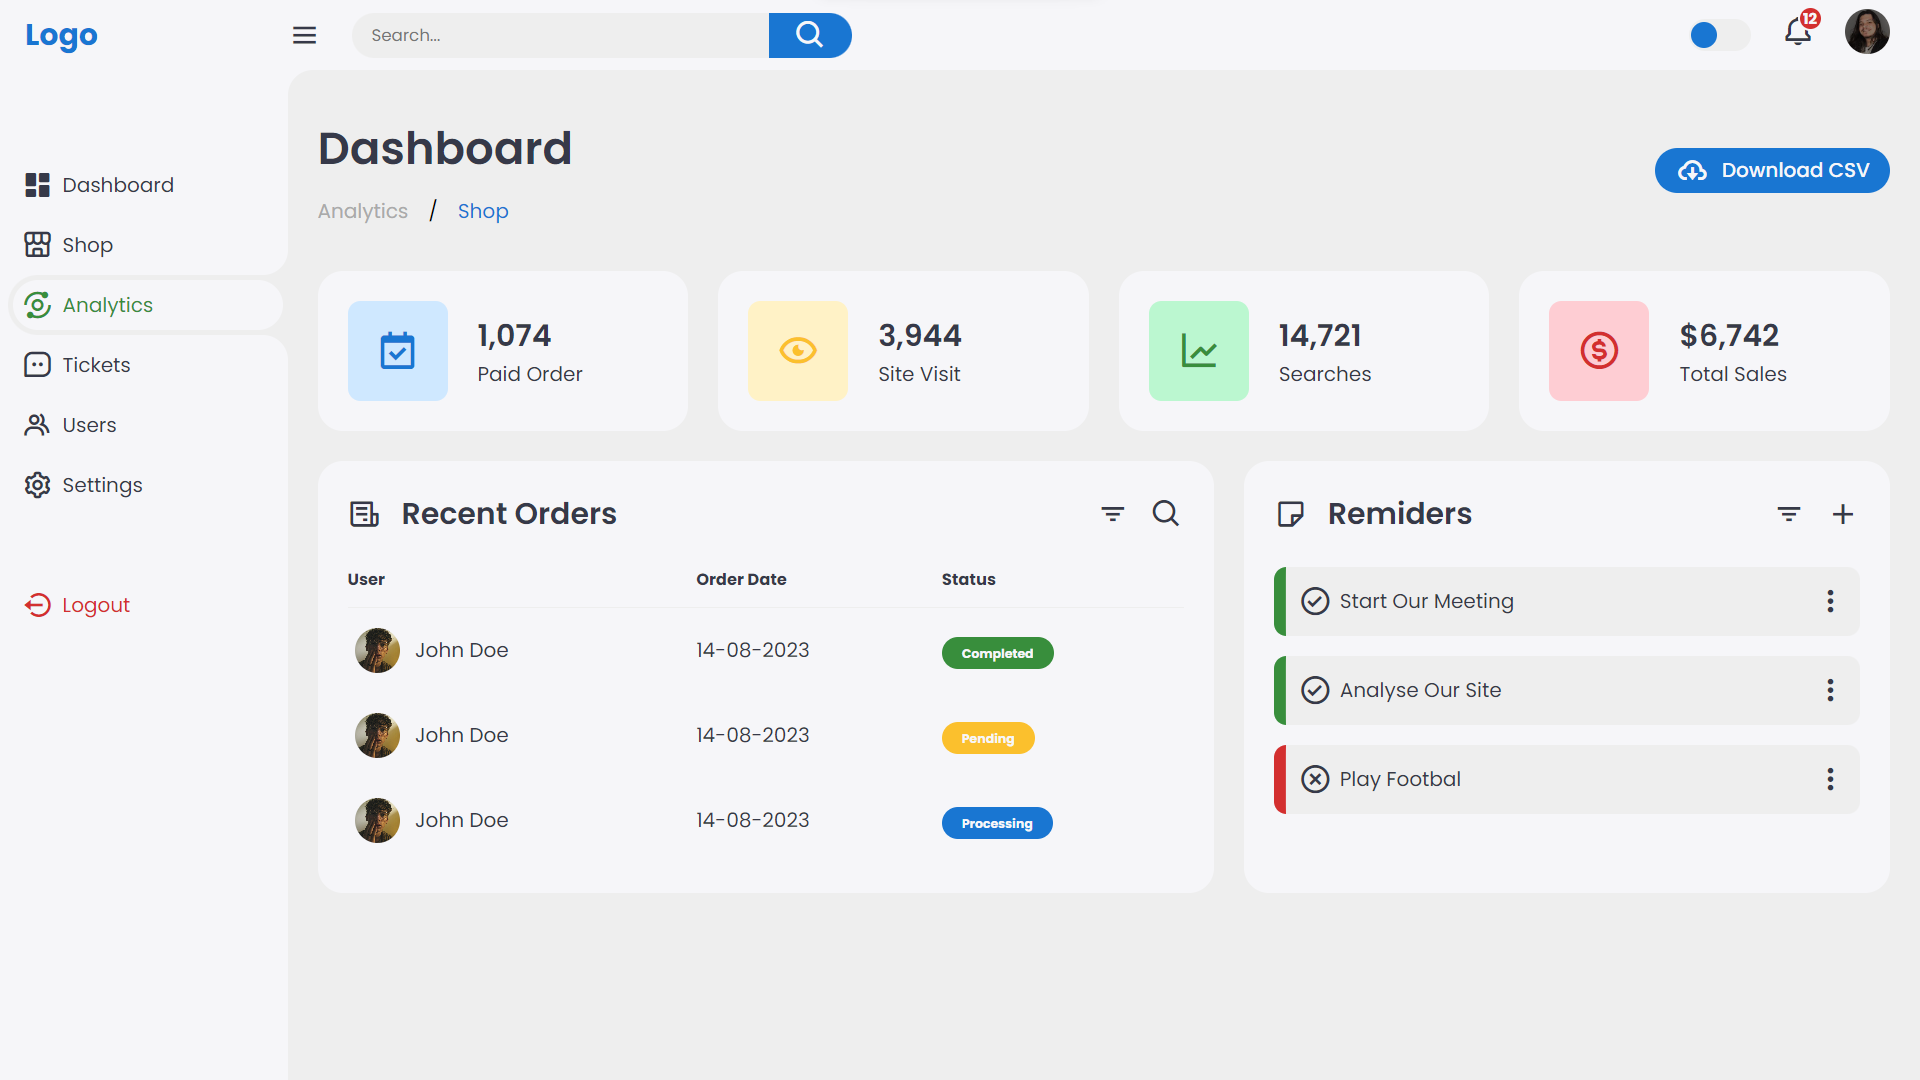 Logo
Search...
12
Dashboard
Shop
Analytics
Tickets
Users
Settings
Logout
Dashboard
Analytics / Shop
Download CSV
1,074
Paid Order
3,944
Site Visit
14,721
Searches
$6,742
Total Sales
Recent Orders
User Order Date Status
John Doe 14-08-2023 Completed
John Doe 14-08-2023 Pending
John Doe 14-08-2023 Processing
Remiders
Start Our Meeting
Analyse Our Site
Play Footbal